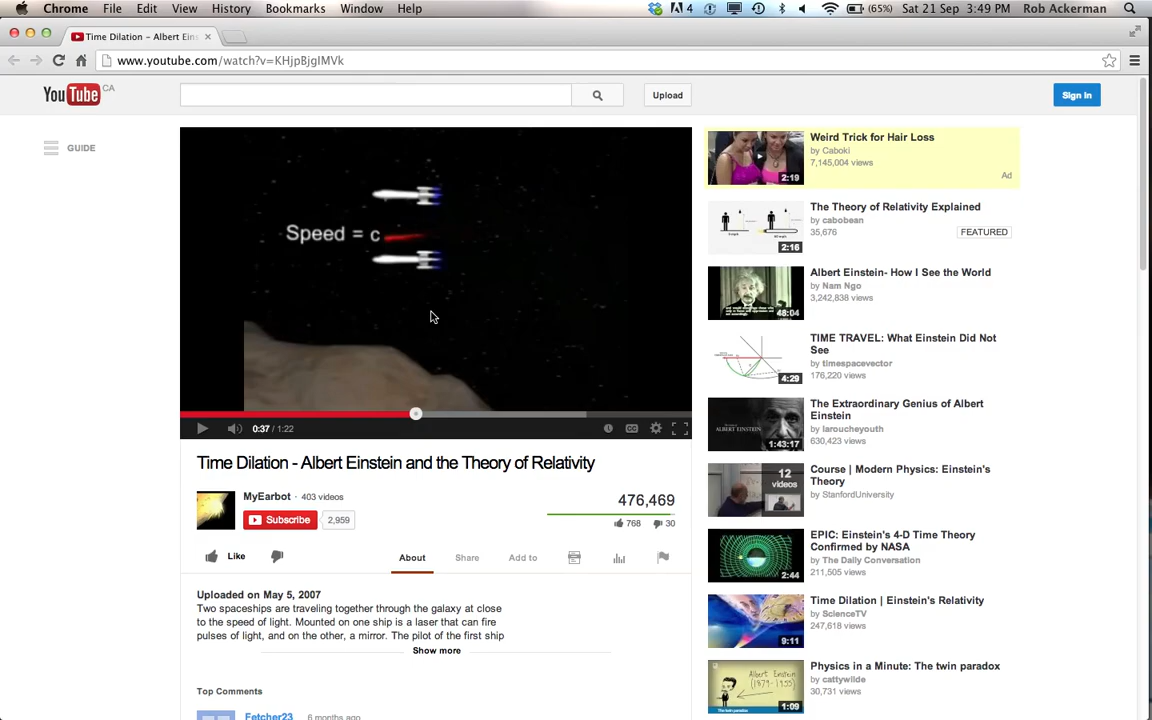 Chrome File Edit View History Bookmarks Window Help 4 (65%) Sat 21 Sep 3:49 PM Rob Ackerman
Time Dilation - Albert Ein
www.youtube.com/watch?v=KHjpBjgIMVk
YouTube CA
Upload
Sign In
GUIDE
Speed = c
0:37 / 1:22
CC
Time Dilation - Albert Einstein and the Theory of Relativity
MyEarbot · 403 videos
Subscribe 2,959
476,469
768 30
Like
About Share Add to
Uploaded on May 5, 2007
Two spaceships are traveling together through the galaxy at close
to the speed of light. Mounted on one ship is a laser that can fire
pulses of light, and on the other, a mirror. The pilot of the first ship
Show more
Top Comments
Fetcher23 6 months ago
2:19
Weird Trick for Hair Loss
by Caboki
7,145,004 views
Ad
2:16
The Theory of Relativity Explained
by cabobean
35,676
FEATURED
48:04
Albert Einstein- How I See the World
by Nam Ngo
3,242,838 views
4:29
TIME TRAVEL: What Einstein Did Not
See
by timespacevector
176,220 views
ALBERT EINSTEIN
1:43:17
The Extraordinary Genius of Albert
Einstein
by laroucheyouth
630,423 views
12
videos
Course | Modern Physics: Einstein's
Theory
by StanfordUniversity
2:44
EPIC: Einstein's 4-D Time Theory
Confirmed by NASA
by The Daily Conversation
211,505 views
9:11
Time Dilation | Einstein's Relativity
by ScienceTV
247,618 views
Albert Einstein
(1879-1955)
1:09
Physics in a Minute: The twin paradox
by cattywilde
30,731 views